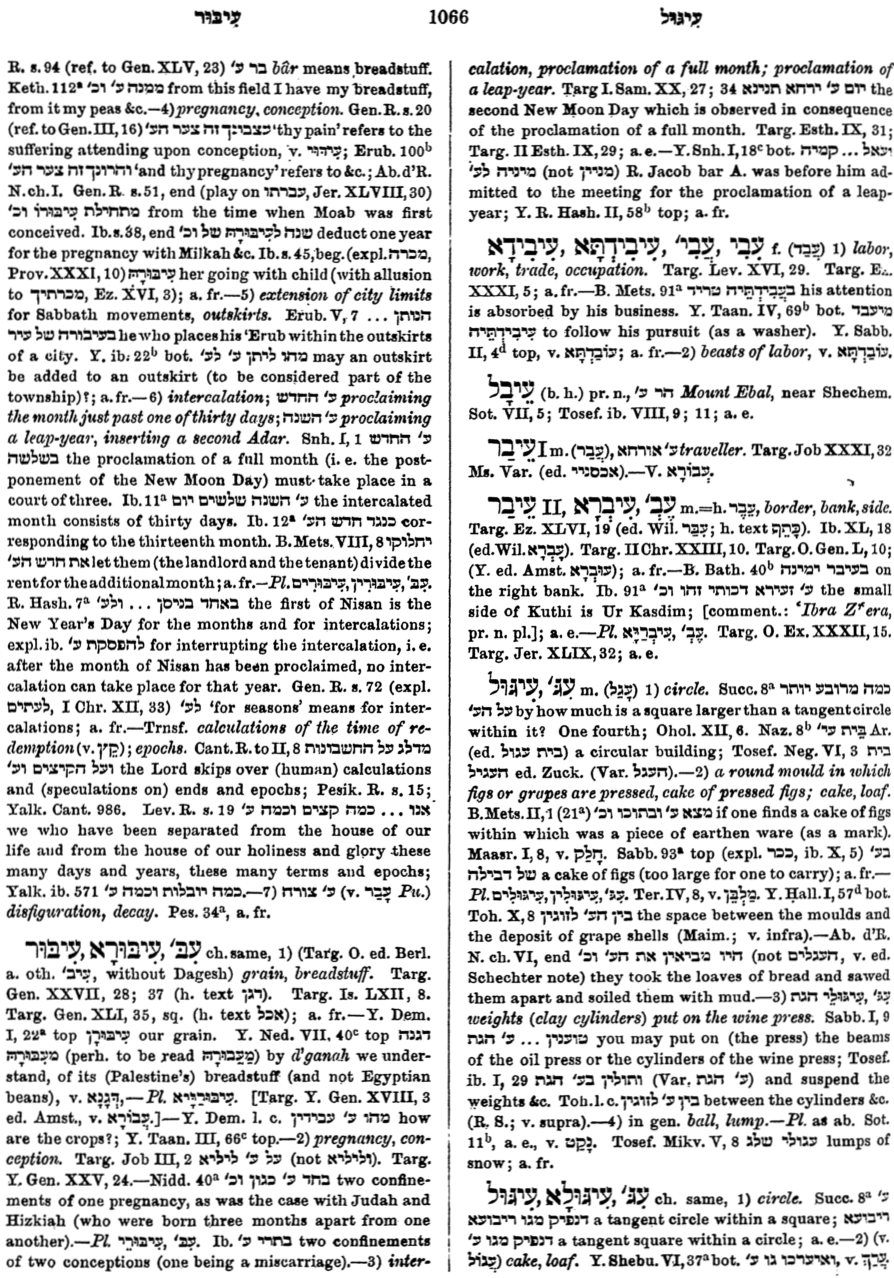 עִיבּוּר
1066
עִיגּוּל
R. s. 94 (ref. to Gen. XLV, 23) בר ע׳ bâr means breadstuff.
Keth. 112ᵃ ממנה ע׳ וכ׳ from this field I have my breadstuff,
from it my peas &c.—4) pregnancy, conception. Gen. R. s. 20
(ref. to Gen. III, 16) עצבונך זה צער הע׳ ‘thy pain’ refers to the
suffering attending upon conception, v. עִידּוּי; Erub. 100ᵇ
והרונך זה צער הע׳ ‘and thy pregnancy’ refers to &c.; Ab. d’R.
N. ch. I. Gen. R. s. 51, end (play on עברתו, Jer. XLVIII, 30)
מתחילת עִיבּוּרוֹ וכ׳ from the time when Moab was first
conceived. Ib. s. 38, end שנה לעִיבּוּרָהּ של וכ׳ deduct one year
for the pregnancy with Milkah &c. Ib. s. 45, beg. (expl. מכרה,
Prov. XXXI, 10) עִיבּוּרָהּ her going with child (with allusion
to מכרתיך, Ez. XVI, 3); a. fr.—5) extension of city limits
for Sabbath movements, outskirts. Erub. V, 7 הנותן ...
בעיבורה של עיר he who places his ‘Erub within the outskirts
of a city. Y. ib. 22ᵇ bot. מהו ליתן ע׳ לע׳ may an outskirt
be added to an outskirt (to be considered part of the
township)?; a. fr.—6) intercalation; ע׳ החדש proclaiming
the month just past one of thirty days; ע׳ השנה proclaiming
a leap-year, inserting a second Adar. Snh. I, 1 ע׳ החדש
בשלשה the proclamation of a full month (i. e. the post-
ponement of the New Moon Day) must take place in a
court of three. Ib. 11ᵃ ע׳ השנה שלשים יום the intercalated
month consists of thirty days. Ib. 12ᵃ כנגד חדש הע׳ cor-
responding to the thirteenth month. B. Mets. VIII, 8 יחלוקו
את חדש הע׳ let them (the landlord and the tenant) divide the
rent for the additional month; a. fr.—Pl. עִיבּוּרִים, עִיבּוּרִין, עִבּ׳.
R. Hash. 7ᵃ באחד בניסן ... ולע׳ the first of Nisan is the
New Year’s Day for the months and for intercalations;
expl. ib. להפסקת ע׳ for interrupting the intercalation, i. e.
after the month of Nisan has been proclaimed, no inter-
calation can take place for that year. Gen. R. s. 72 (expl.
לעתים, I Chr. XII, 33) לע׳ ‘for seasons’ means for inter-
calations; a. fr.—Trnsf. calculations of the time of re-
demption (v. קֵץ); epochs. Cant. R. to II, 8 מדלג על החשבונות
ועל הקיצים וע׳ the Lord skips over (human) calculations
and (speculations on) ends and epochs; Pesik. R. s. 15;
Yalk. Cant. 986. Lev. R. s. 19 אנו ... כמה קצים וכמה ע׳
we who have been separated from the house of our
life and from the house of our holiness and glory these
many days and years, these many terms and epochs;
Yalk. ib. 571 כמה יובלות וכמה ע׳...—7) ע׳ צורה (v. עָבַר Pu.)
disfiguration, decay. Pes. 34ᵃ, a. fr.
עִיבּוּר, עִיבּוּרָא, עִבּ׳ ch. same, 1) (Targ. O. ed. Berl.
a. oth. עִיב׳, without Dagesh) grain, breadstuff. Targ.
Gen. XXVII, 28; 37 (h. text דגן). Targ. Is. LXII, 8.
Targ. Gen. XLI, 35, sq. (h. text אכל); a. fr.—Y. Dem.
I, 22ᵃ top עִיבּוּרָן our grain. Y. Ned. VII, 40ᶜ top דגנה
מעִבּוּרָהּ (perh. to be read מֵעֲבוּרָהּ) by d’ganah we under-
stand, of its (Palestine’s) breadstuff (and not Egyptian
beans), v. דְּגָנָא,—Pl. עִיבּוּרַיָּיא. [Targ. Y. Gen. XVIII, 3
ed. Amst., v. עֲבוֹרָא.]—Y. Dem. l. c. מהו ע׳ עבידין how
are the crops?; Y. Taan. III, 66ᶜ top.—2) pregnancy, con-
ception. Targ. Job III, 2 על ע׳ ליליא (not וליליא). Targ.
Y. Gen. XXV, 24.—Nidd. 40ᵃ בחד ע׳ כגון וכ׳ two confine-
ments of one pregnancy, as was the case with Judah and
Hizkiah (who were born three months apart from one
another).—Pl. עִיבּוּרֵי, עִבּ׳. Ib. בתרי ע׳ two confinements
of two conceptions (one being a miscarriage).—3) inter-
calation, proclamation of a full month; proclamation of
a leap-year. Targ I. Sam. XX, 27; 34 יום ע׳ ירחא תנינא the
second New Moon Day which is observed in consequence
of the proclamation of a full month. Targ. Esth. IX, 31;
Targ. II Esth. IX, 29; a. e.—Y. Snh. I, 18ᶜ bot. ועאל ... קמיה
מיניה לע׳ (not מניין) R. Jacob bar A. was before him ad-
mitted to the meeting for the proclamation of a leap-
year; Y. R. Hash. II, 58ᵇ top; a. fr.
עִיבִידָא, עִיבִידְתָּא, עֲבִי׳, עִבִי f. (עֲבַד) 1) labor,
work, trade, occupation. Targ. Lev. XVI, 29. Targ. Ex.
XXXI, 5; a. fr.—B. Mets. 91ᵃ בַּעֲבִידְתֵּיהּ טריד his attention
is absorbed by his business. Y. Taan. IV, 69ᵇ bot. מיעבד
עיבידתֵּיהּ to follow his pursuit (as a washer). Y. Sabb.
II, 4ᵈ top, v. עוֹבַדְתָּא; a. fr.—2) beasts of labor, v. עוֹבַדְתָּא.
עֵיבָל (b. h.) pr. n., הר ע׳ Mount Ebal, near Shechem.
Sot. VII, 5; Tosef. ib. VIII, 9; 11; a. e.
עֵיבַר I m. (עֲבַר), ע׳ אורחא traveller. Targ. Job XXXI, 32
Ms. Var. (ed. אכסניי).—V. עָבוֹרָא.
עֵיבַר II, עִיבְרָא, עִבְ׳ m.=h. עֵבֶר, border, bank, side.
Targ. Ez. XLVI, 19 (ed. Wil. עֲבַר; h. text כָּתֵף). Ib. XL, 18
(ed. Wil. עִבְרָא). Targ. II Chr. XXIII, 10. Targ. O. Gen. L, 10;
(Y. ed. Amst. עוּבְרָא); a. fr.—B. Bath. 40ᵇ בעיבר ימינה on
the right bank. Ib. 91ᵃ ע׳ זעירא דכותי זהו וכ׳ the small
side of Kuthi is Ur Kasdim; [comment.: ‘Ibra Zᵉera,
pr. n. pl.]; a. e.—Pl. עִיבְרַיָּא, עִבְ׳. Targ. O. Ex. XXXII, 15.
Targ. Jer. XLIX, 32; a. e.
עִיגּוּל, עִגּ׳ m. (עָגַל) 1) circle. Succ. 8ᵃ כמה מרובע יותר
על הע׳ by how much is a square larger than a tangent circle
within it? One fourth; Ohol. XII, 6. Naz. 8ᵇ בֵּית עִי׳ Ar.
(ed. בית עגול) a circular building; Tosef. Neg. VI, 3 בית
העגיל ed. Zuck. (Var. העגל).—2) a round mould in which
figs or grapes are pressed, cake of pressed figs; cake, loaf.
B. Mets. II, 1 (21ᵃ) מצא ע׳ ובתוכו וכ׳ if one finds a cake of figs
within which was a piece of earthen ware (as a mark).
Maasr. I, 8, v. חָלַק. Sabb. 93ᵃ top (expl. ככר, ib. X, 5) בע׳
של דבילה a cake of figs (too large for one to carry); a. fr.—
Pl. עִיגּוּלִים, עִיגּוּלִין, עִגּ׳. Ter. IV, 8, v. מַלְבֵּן. Y. Hall. I, 57ᵈ bot.
Toh. X, 8 בין הע׳ לזוגין the space between the moulds and
the deposit of grape shells (Maim.; v. infra).—Ab. d’R.
N. ch. VI, end היו מביאין את הע׳ וכ׳ (not העגלים, v. ed.
Schechter note) they took the loaves of bread and sawed
them apart and soiled them with mud.—3) עִיגּוּלֵי הגת, עִגּ׳
weights (clay cylinders) put on the wine press. Sabb. I, 9
טוענין ... ע׳ הגת you may put on (the press) the beams
of the oil press or the cylinders of the wine press; Tosef.
ib. I, 29 ותולין בע׳ הגת (Var. ע׳ הגת) and suspend the
weights &c. Toh. l. c. בין ע׳ לזוגין between the cylinders &c.
(R. S.; v. supra).—4) in gen. ball, lump.—Pl. as ab. Sot.
11ᵇ, a. e., v. נָקַט. Tosef. Mikv. V, 8 עגולי שלג lumps of
snow; a. fr.
עִיגּוּל, עִיגּוּלָא, עִגּ׳ ch. same, 1) circle. Succ. 8ᵃ ע׳
דנפיק מגו ריבועא a tangent circle within a square; ריבועא
דנפיק מגו ע׳ a tangent square within a circle; a. e.—2) (v.
עִגּוּל) cake, loaf. Y. Shebu. VI, 37ᵃ bot. ואיערכו גו ע׳, v. עֲרַךְ.